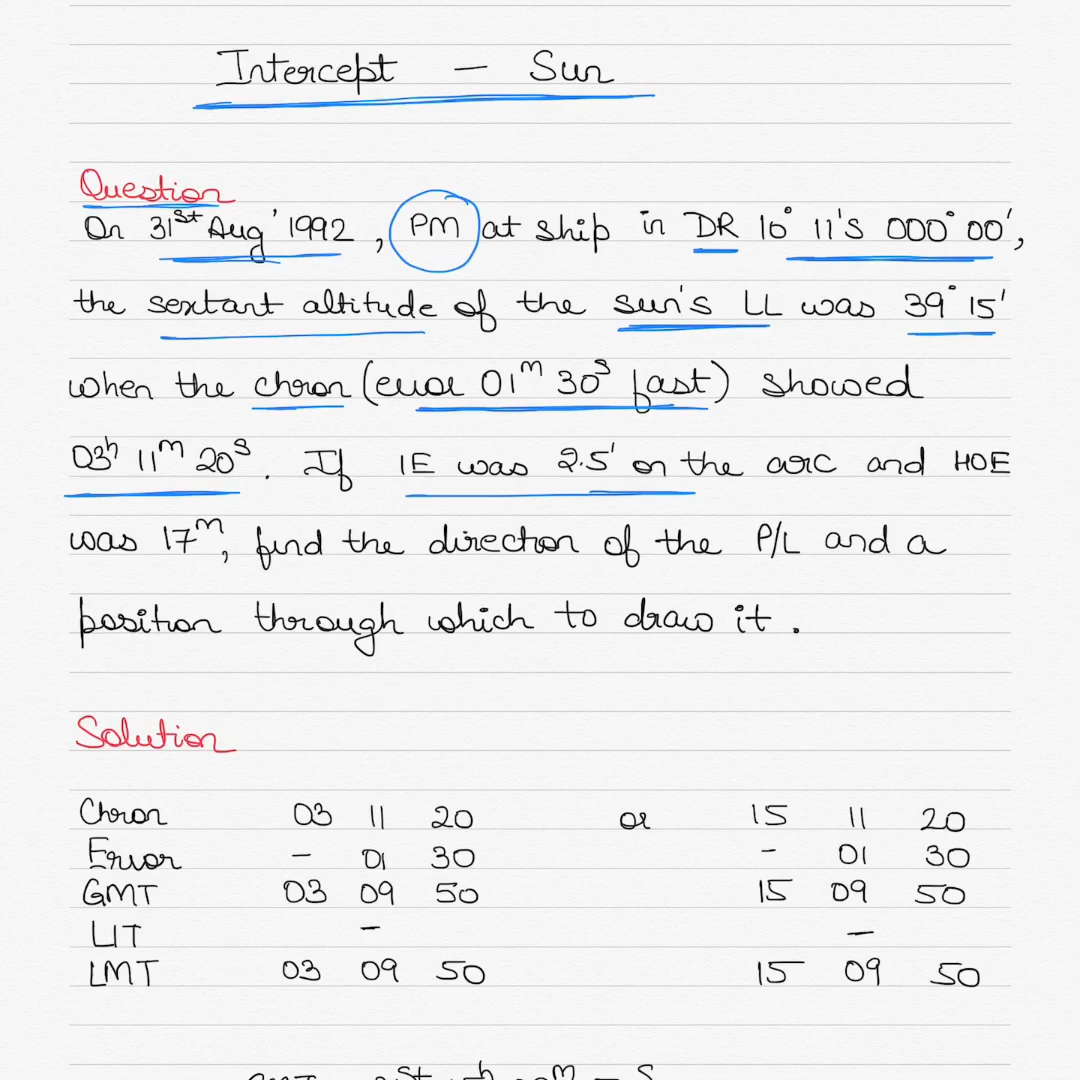 Intercept - Sun
Question
On 31st Aug' 1992, PM at ship in DR 10° 11's 000° 00',
the sextant altitude of the sun's LL was 39° 15'
when the chron (error 01m 30s fast) showed
03h 11m 20s. If IE was 2.5' on the arc and HOE
was 17m, find the direction of the P/L and a
position through which to draw it.
Solution
Chron 03 11 20 or 15 11 20
Error - 01 30 - 01 30
GMT 03 09 50 15 09 50
LIT - -
LMT 03 09 50 15 09 50